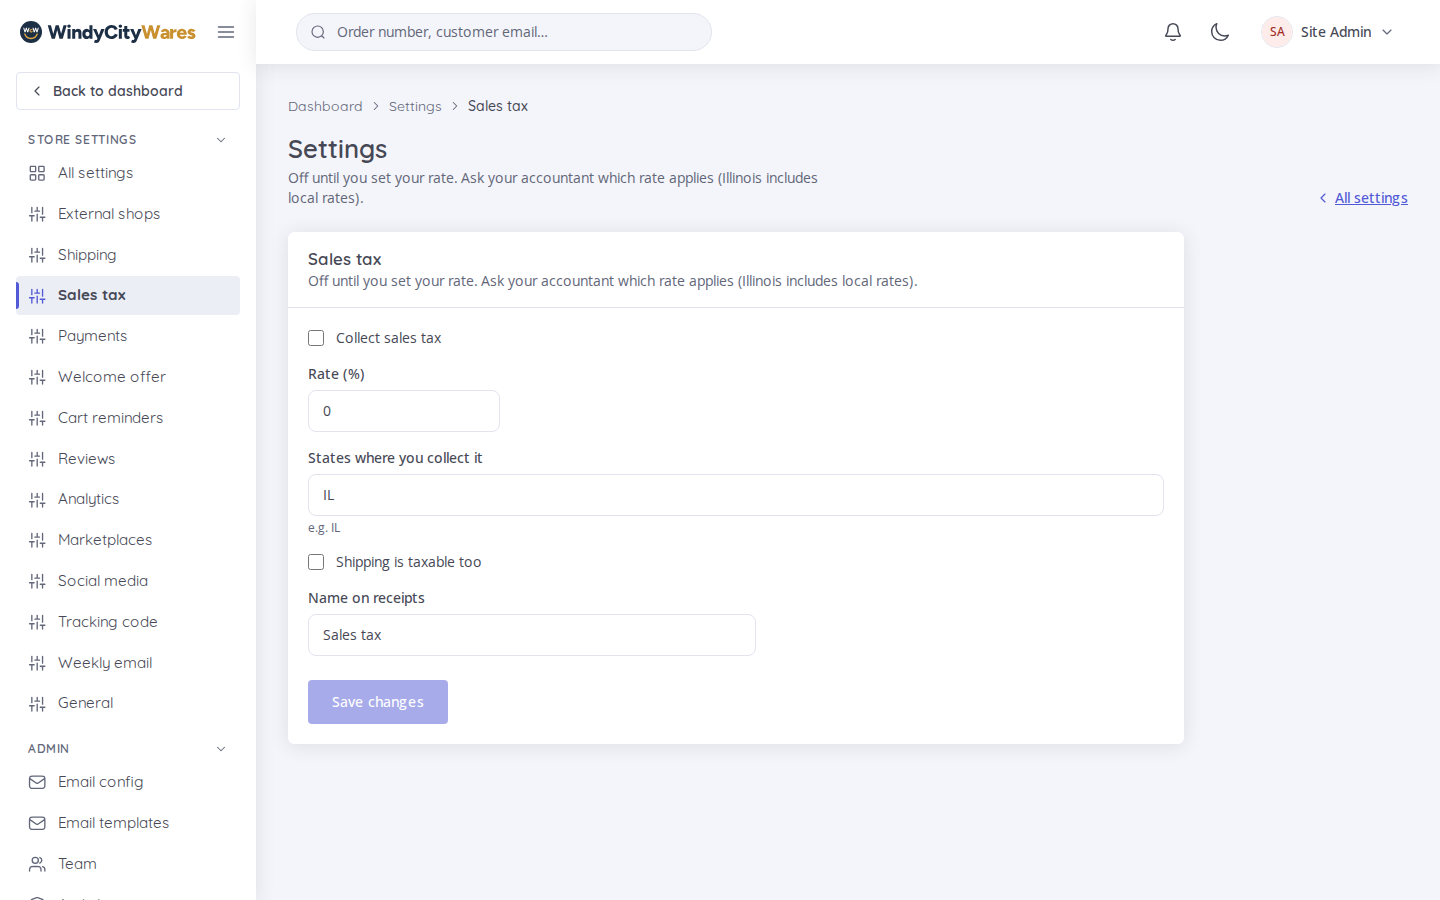 WindyCityWares
Order number, customer email...
SA
Site Admin
Back to dashboard
STORE SETTINGS
All settings
External shops
Shipping
Sales tax
Payments
Welcome offer
Cart reminders
Reviews
Analytics
Marketplaces
Social media
Tracking code
Weekly email
General
ADMIN
Email config
Email templates
Team
Dashboard > Settings > Sales tax
Settings
Off until you set your rate. Ask your accountant which rate applies (Illinois includes
local rates).
All settings
Sales tax
Off until you set your rate. Ask your accountant which rate applies (Illinois includes local rates).
Collect sales tax
Rate (%)
0
States where you collect it
IL
e.g. IL
Shipping is taxable too
Name on receipts
Sales tax
Save changes